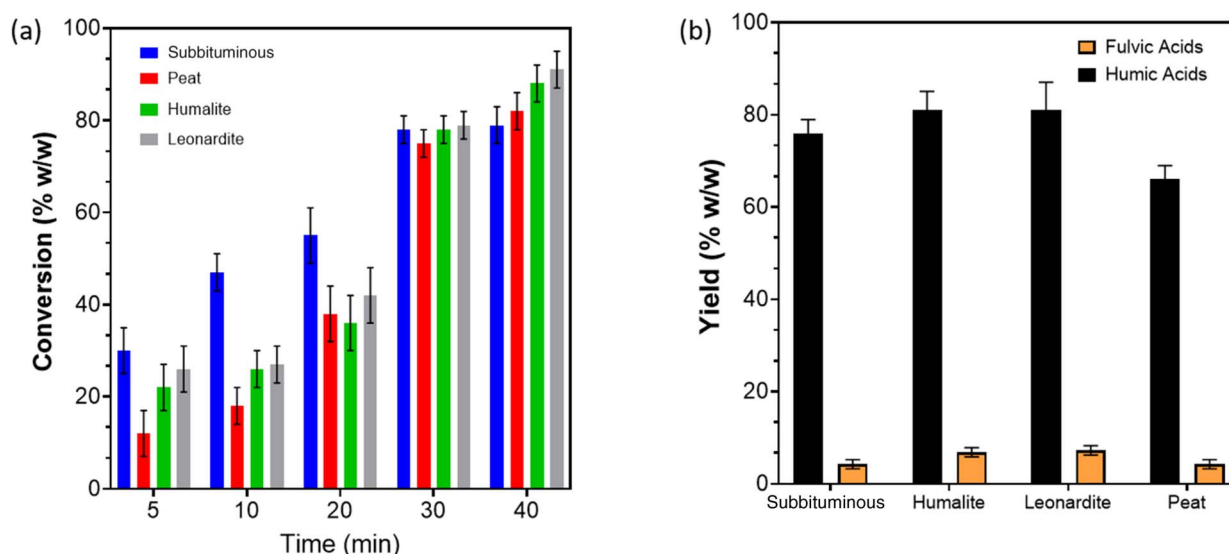 (a)
Conversion (% w/w)
100
80
60
40
20
0
Subbituminous
Peat
Humalite
Leonardite
5 10 20 30 40
Time (min)
(b)
Yield (% w/w)
100
80
60
40
20
0
Fulvic Acids
Humic Acids
Subbituminous Humalite Leonardite Peat